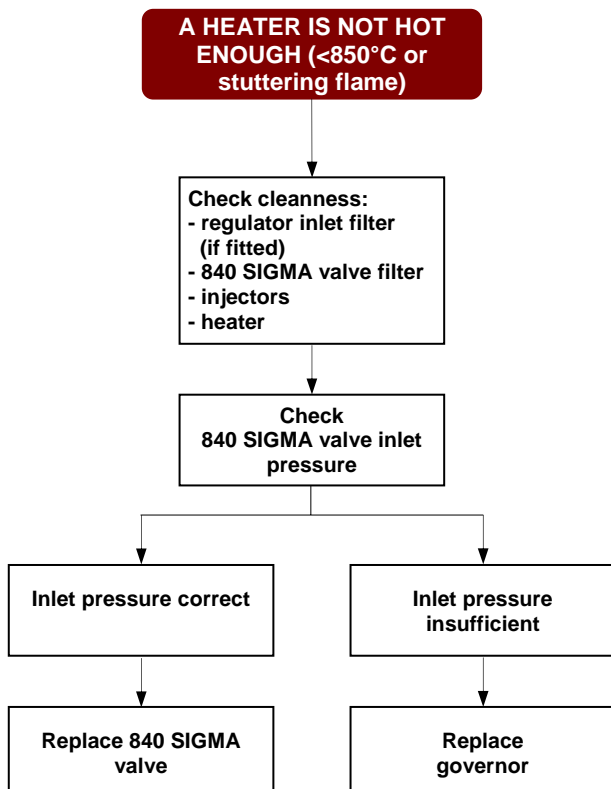 A HEATER IS NOT HOT
ENOUGH (<850°C or
stuttering flame)
Check cleanness:
- regulator inlet filter
(if fitted)
- 840 SIGMA valve filter
- injectors
- heater
Check
840 SIGMA valve inlet
pressure
Inlet pressure correct
Inlet pressure
insufficient
Replace 840 SIGMA
valve
Replace
governor